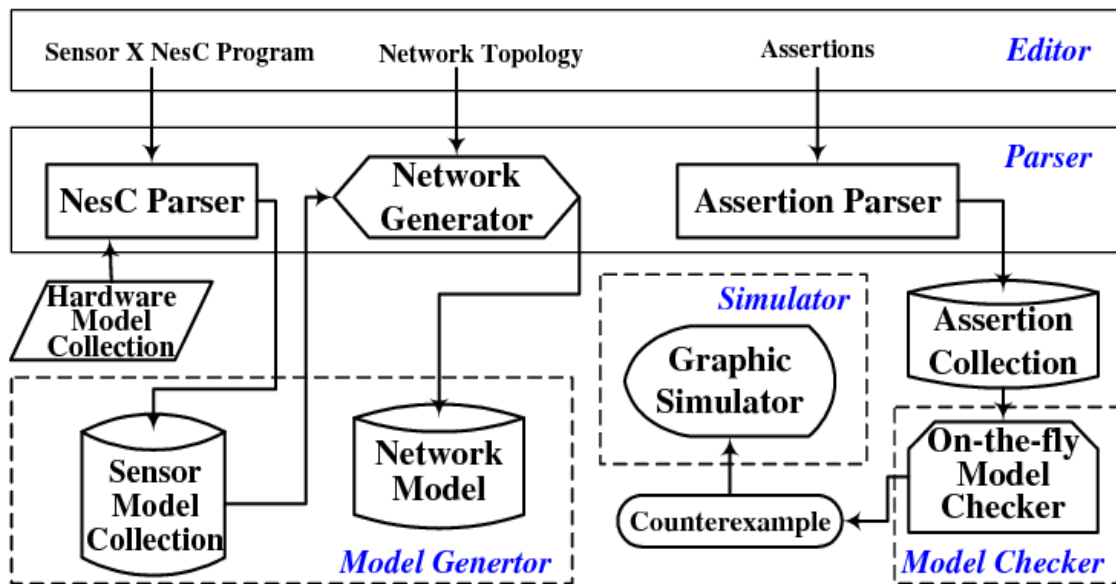 Sensor X NesC Program
Network Topology
Assertions
Editor
Parser
NesC Parser
Network
Generator
Assertion Parser
Hardware
Model
Collection
Simulator
Graphic
Simulator
Assertion
Collection
Sensor
Model
Collection
Network
Model
Model Genertor
Counterexample
On-the-fly
Model
Checker
Model Checker